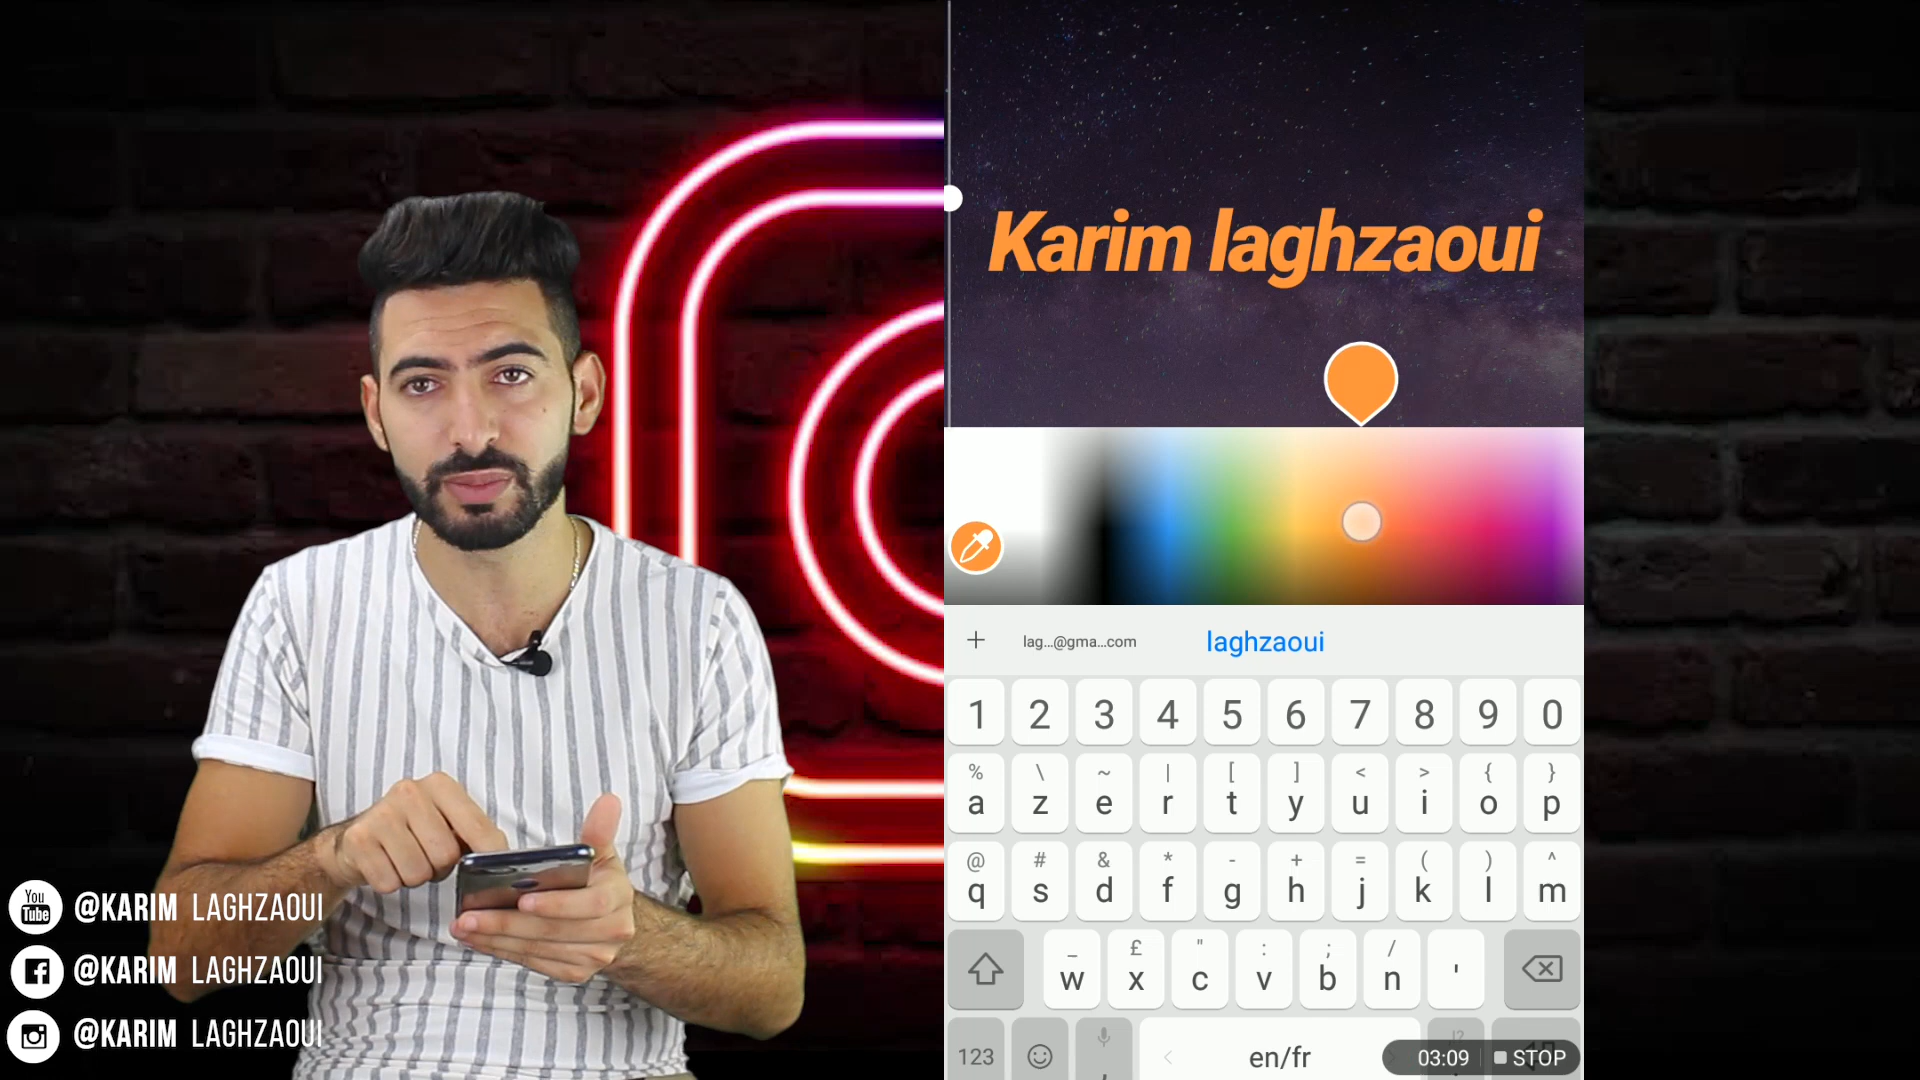 Karim laghzaoui
+ lag...@gma...com laghzaoui
1 2 3 4 5 6 7 8 9 0
% \ ~ | [ ] < > { }
a z e r t y u i o p
@ # & * - + = ( ) ^
q s d f g h j k l m
_ £ " : ; /
w x c v b n '
123 , < en/fr !?
03:09 STOP
You Tube @KARIM LAGHZAOUI
f @KARIM LAGHZAOUI
@KARIM LAGHZAOUI